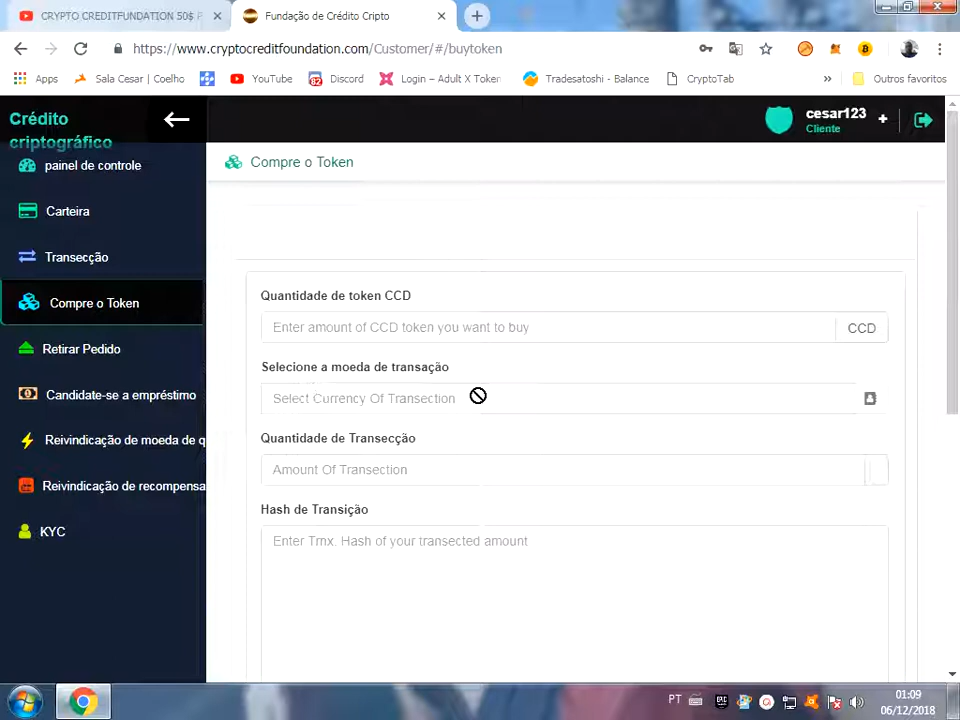 CRYPTO CREDITFUNDATION 50$
Fundação de Crédito Cripto
https://www.cryptocreditfoundation.com/Customer/#/buytoken
Apps
Sala Cesar | Coelho
YouTube
82
Discord
Login – Adult X Token
Tradesatoshi - Balance
CryptoTab
»
Outros favoritos
Crédito
criptográfico
cesar123
Cliente
painel de controle
Carteira
Transecção
Compre o Token
Retirar Pedido
Candidate-se a empréstimo
Reivindicação de moeda de q
Reivindicação de recompensa
KYC
Compre o Token
Quantidade de token CCD
Enter amount of CCD token you want to buy
CCD
Selecione a moeda de transação
Select Currency Of Transection
Quantidade de Transecção
Amount Of Transection
Hash de Transição
Enter Trnx. Hash of your transected amount
PT
01:09
06/12/2018